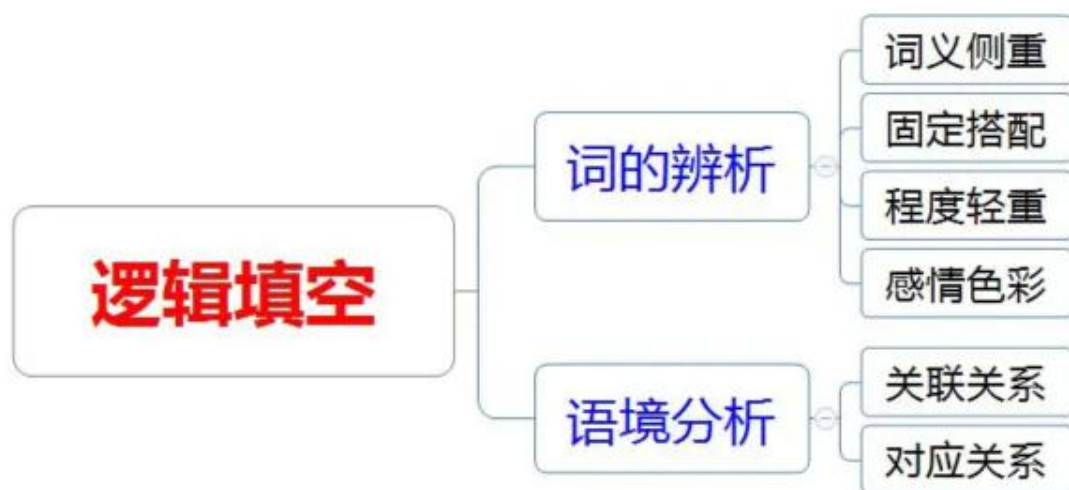 逻辑填空
词的辨析
词义侧重
固定搭配
程度轻重
感情色彩
语境分析
关联关系
对应关系